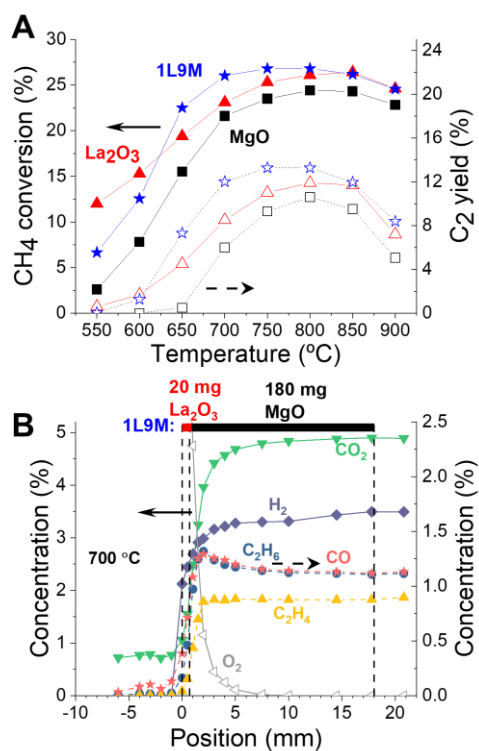 A
1L9M
La₂O₃
MgO
CH₄ conversion (%)
30
25
20
15
10
5
0
C₂ yield (%)
24
20
16
12
8
4
0
550 600 650 700 750 800 850 900
Temperature (ºC)
B
20 mg 180 mg
La₂O₃ MgO
1L9M:
CO₂
H₂
C₂H₆
CO
C₂H₄
O₂
700 °C
Concentration (%)
5
4
3
2
1
0
Concentration (%)
2.5
2.0
1.5
1.0
0.5
0.0
-10 -5 0 5 10 15 20
Position (mm)